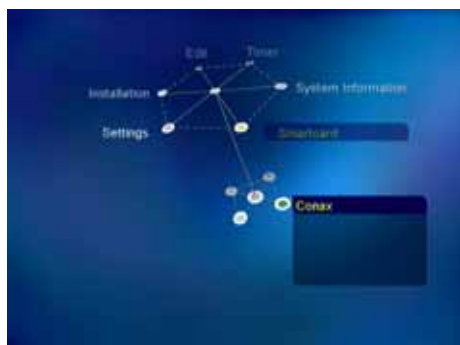 Edit Timer
Installation System Information
Settings Smartcard
Conax